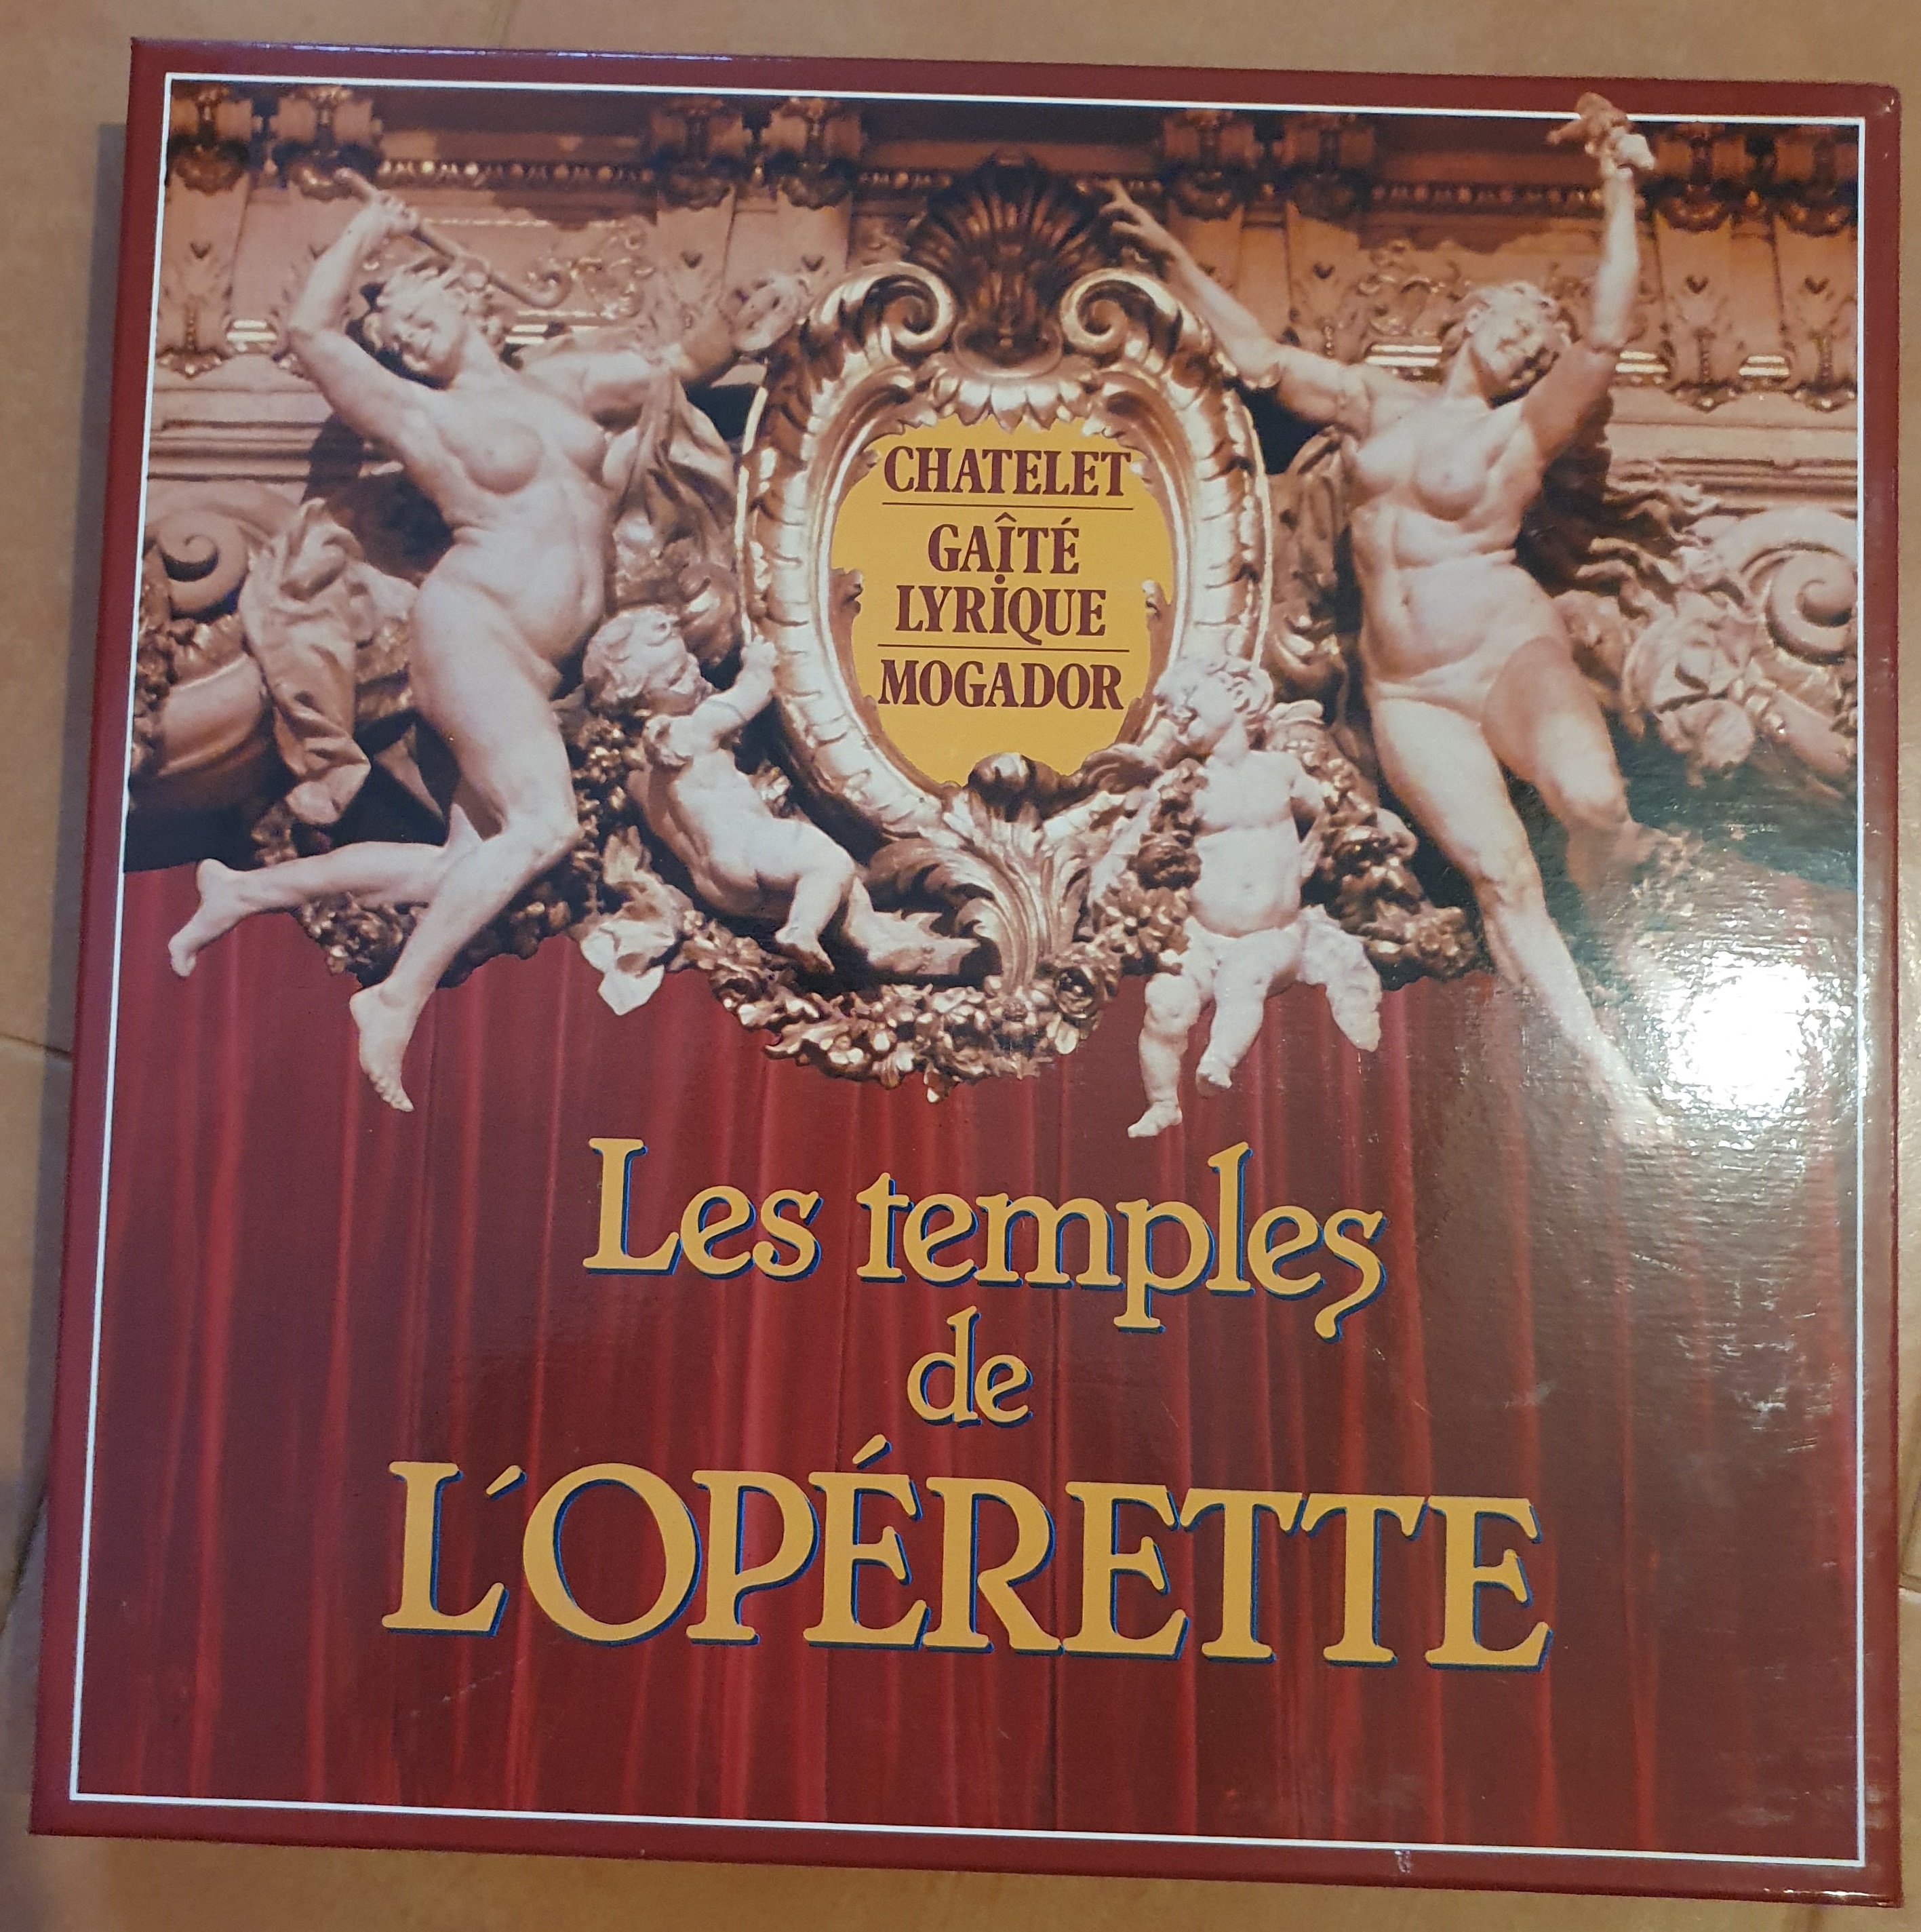 CHATELET
GAÎTÉ
LYRIQUE
MOGADOR
Les temples
de
L'OPÉRETTE